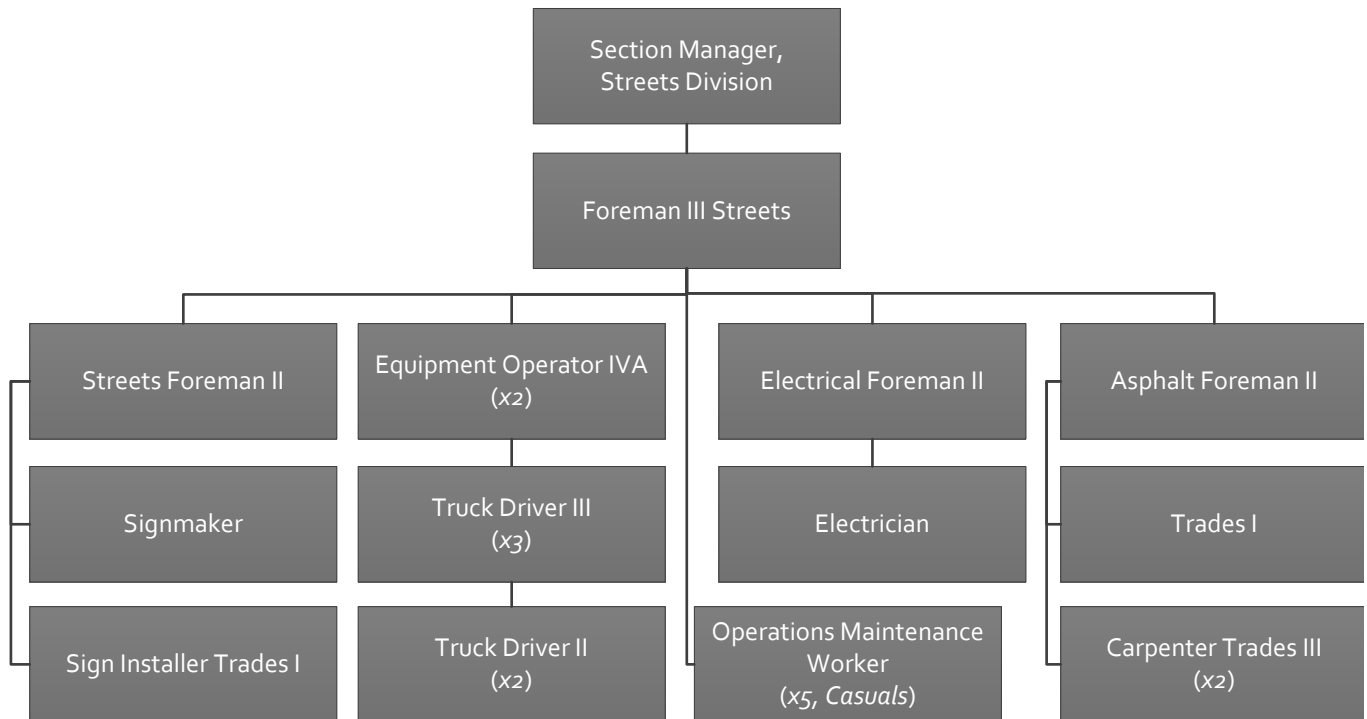 Section Manager,
Streets Division
Foreman III Streets
Streets Foreman II
Equipment Operator IVA
(x2)
Electrical Foreman II
Asphalt Foreman II
Signmaker
Truck Driver III
(x3)
Electrician
Trades I
Sign Installer Trades I
Truck Driver II
(x2)
Operations Maintenance
Worker
(x5, Casuals)
Carpenter Trades III
(x2)